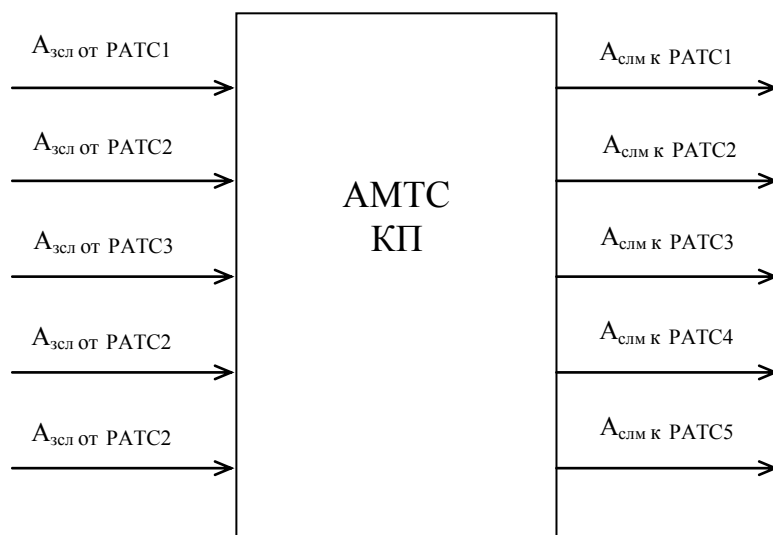 Азсл от РАТС1
Азсл от РАТС2
Азсл от РАТС3
Азсл от РАТС2
Азсл от РАТС2
АМТС
КП
Аслм к РАТС1
Аслм к РАТС2
Аслм к РАТС3
Аслм к РАТС4
Аслм к РАТС5